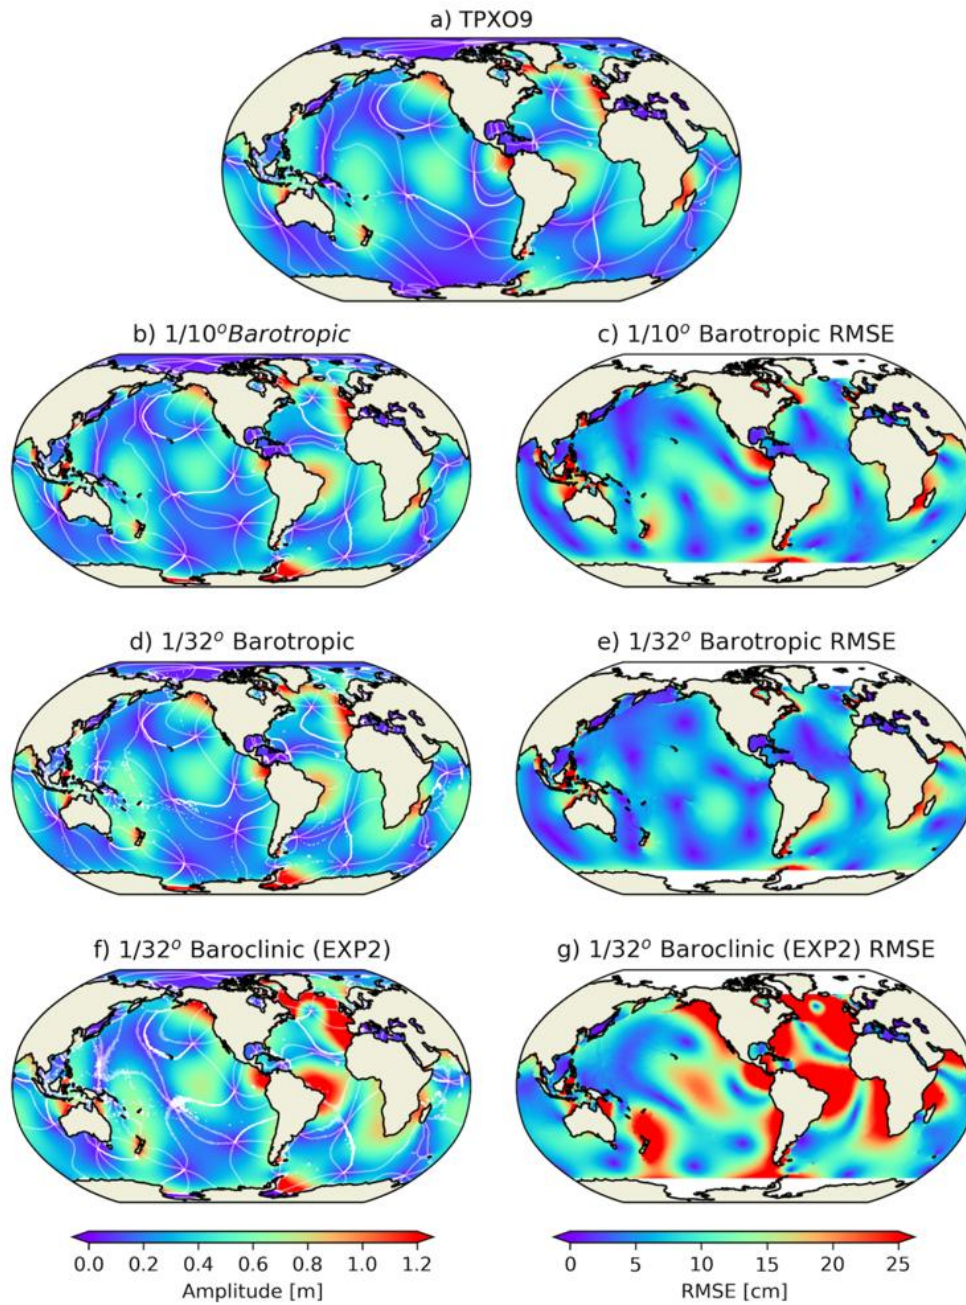 a) TPXO9
b) 1/10°Barotropic
c) 1/10° Barotropic RMSE
d) 1/32° Barotropic
e) 1/32° Barotropic RMSE
f) 1/32° Baroclinic (EXP2)
g) 1/32° Baroclinic (EXP2) RMSE
0.0 0.2 0.4 0.6 0.8 1.0 1.2
Amplitude [m]
0 5 10 15 20 25
RMSE [cm]